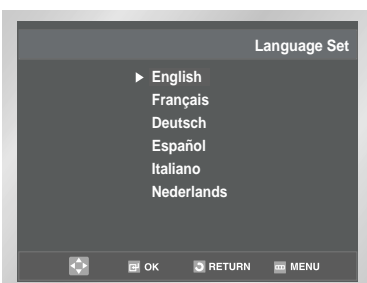 Language Set
English
Français
Deutsch
Español
Italiano
Nederlands
OK RETURN MENU